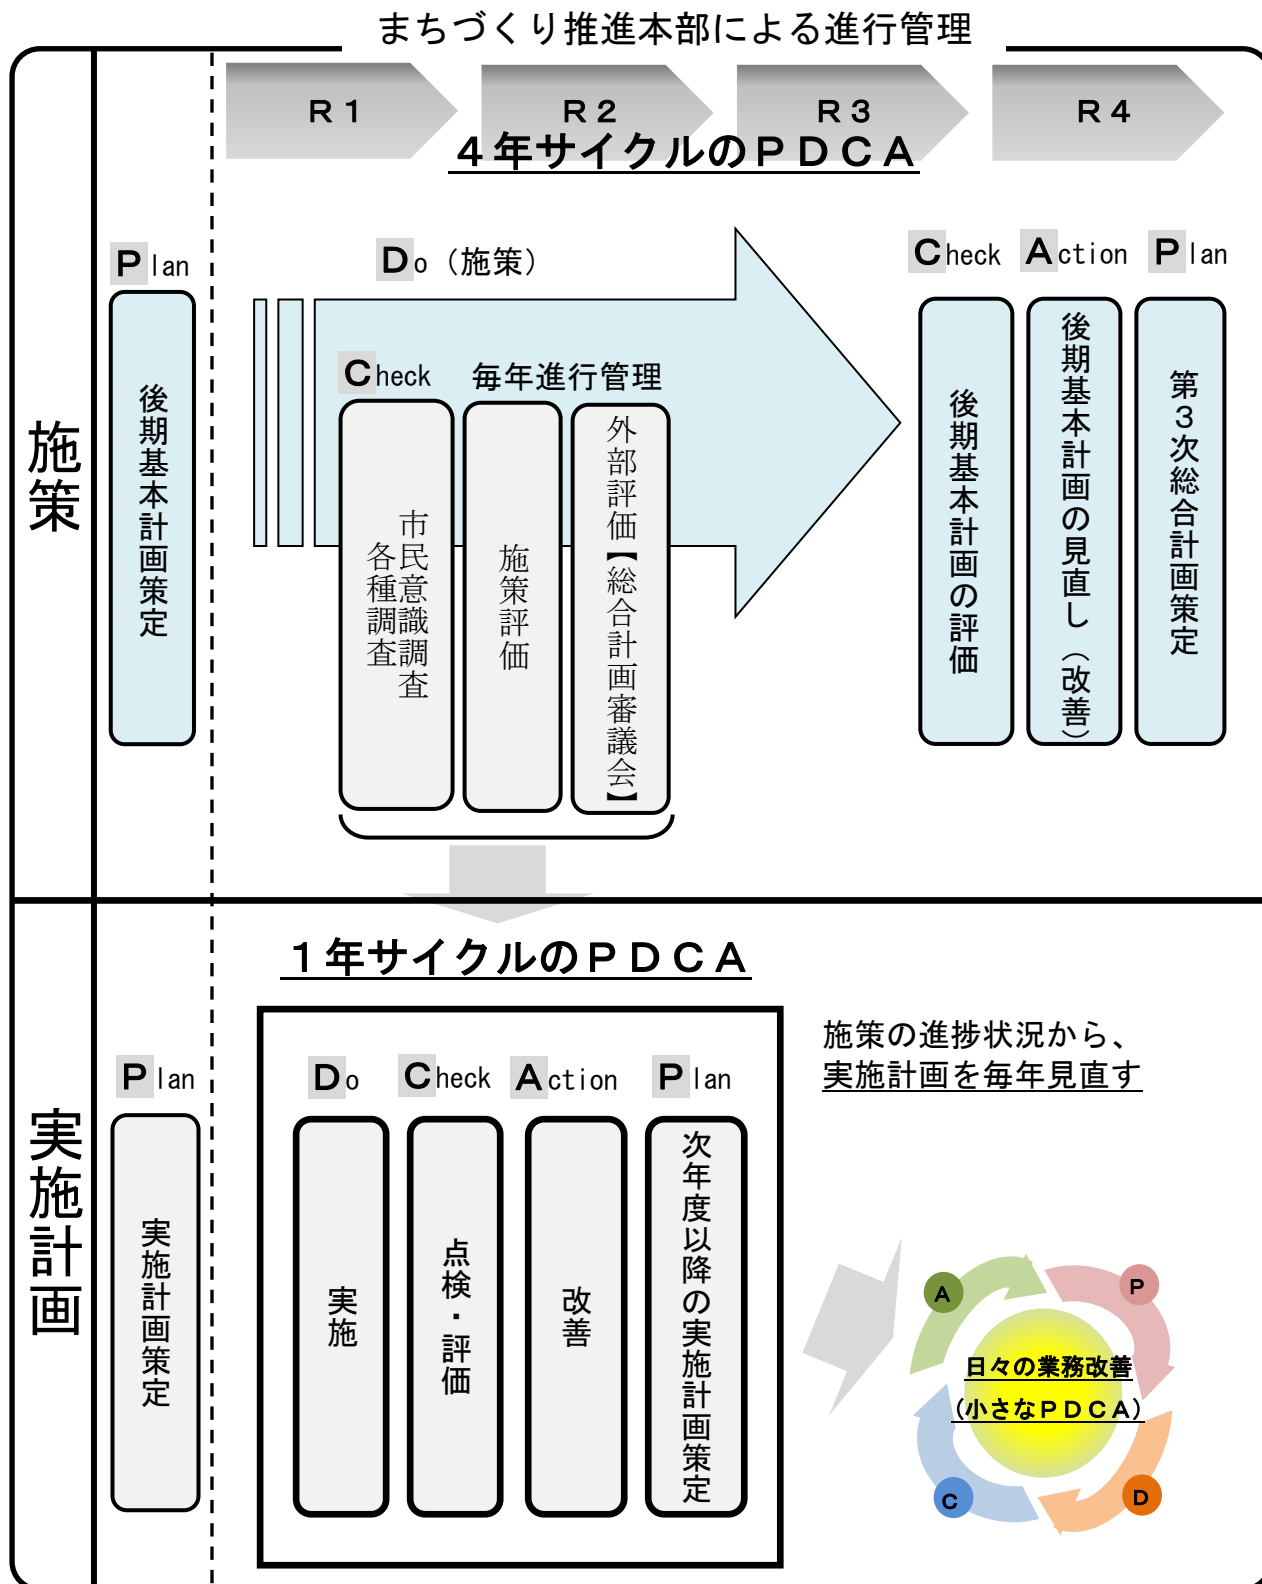 まちづくり推進本部による進行管理
R１
R２
R３
R４
４年サイクルのＰＤＣＡ
施策
Plan
後期基本計画策定
Do（施策）
Check
毎年進行管理
市民意識調査
各種調査
施策評価
外部評価【総合計画審議会】
Check
後期基本計画の評価
Action
後期基本計画の見直し（改善）
Plan
第３次総合計画策定
実施計画
１年サイクルのＰＤＣＡ
Plan
実施計画策定
Do
実施
Check
点検・評価
Action
改善
Plan
次年度以降の実施計画策定
施策の進捗状況から、
実施計画を毎年見直す
A
P
日々の業務改善
（小さなＰＤＣＡ）
C
D